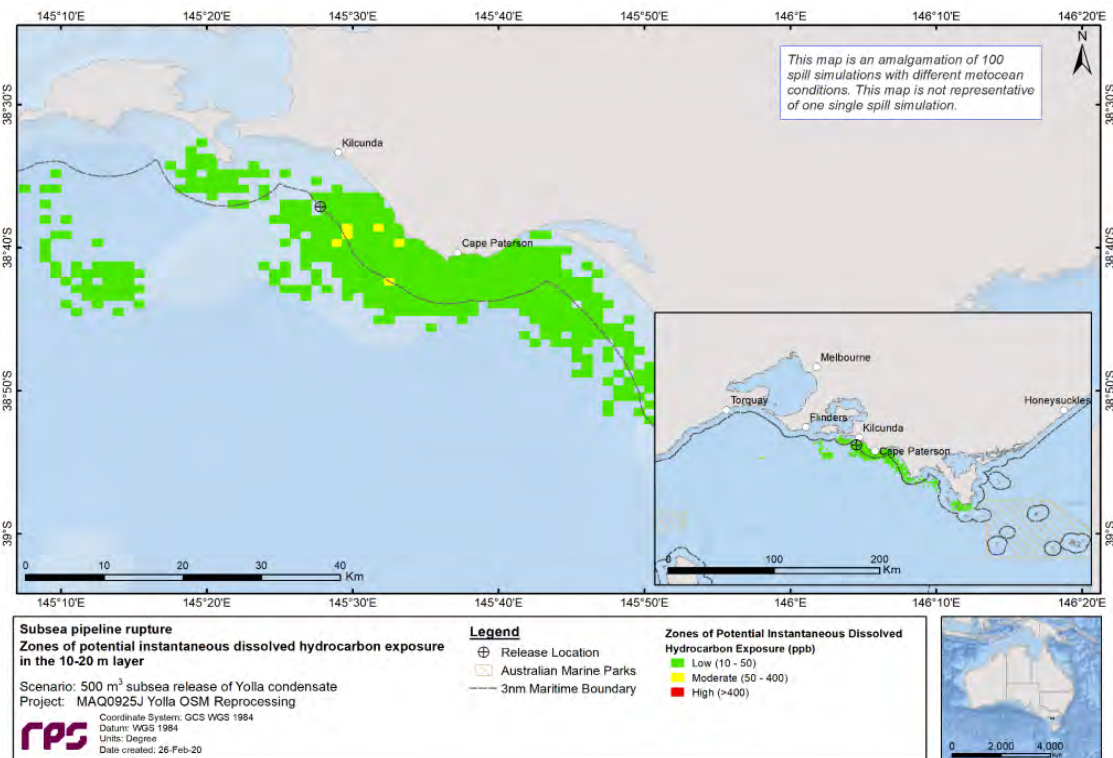 145°10'E 145°20'E 145°30'E 145°40'E 145°50'E 146°E 146°10'E 146°20'E
N
This map is an amalgamation of 100
spill simulations with different metocean
conditions. This map is not representative
of one single spill simulation.
38°30'S 38°30'S
Kilcunda
38°40'S 38°40'S
Cape Paterson
38°50'S 38°50'S
Melbourne
Torquay
Honeysuckles
Flinders
Kilcunda
Cape Paterson
39°S 39°S
0 100 200
Km
0 10 20 30 40
Km
145°10'E 145°20'E 145°30'E 145°40'E 145°50'E 146°E 146°10'E 146°20'E
Subsea pipeline rupture
Zones of potential instantaneous dissolved hydrocarbon exposure
in the 10-20 m layer
Scenario: 500 m³ subsea release of Yolla condensate
Project: MAQ0925J Yolla OSM Reprocessing
Coordinate System: GCS WGS 1984
Datum: WGS 1984
Units: Degree
Date created: 26-Feb-20
rps
Legend
Release Location
Australian Marine Parks
3nm Maritime Boundary
Zones of Potential Instantaneous Dissolved
Hydrocarbon Exposure (ppb)
Low (10 - 50)
Moderate (50 - 400)
High (>400)
0 2,000 4,000
Km